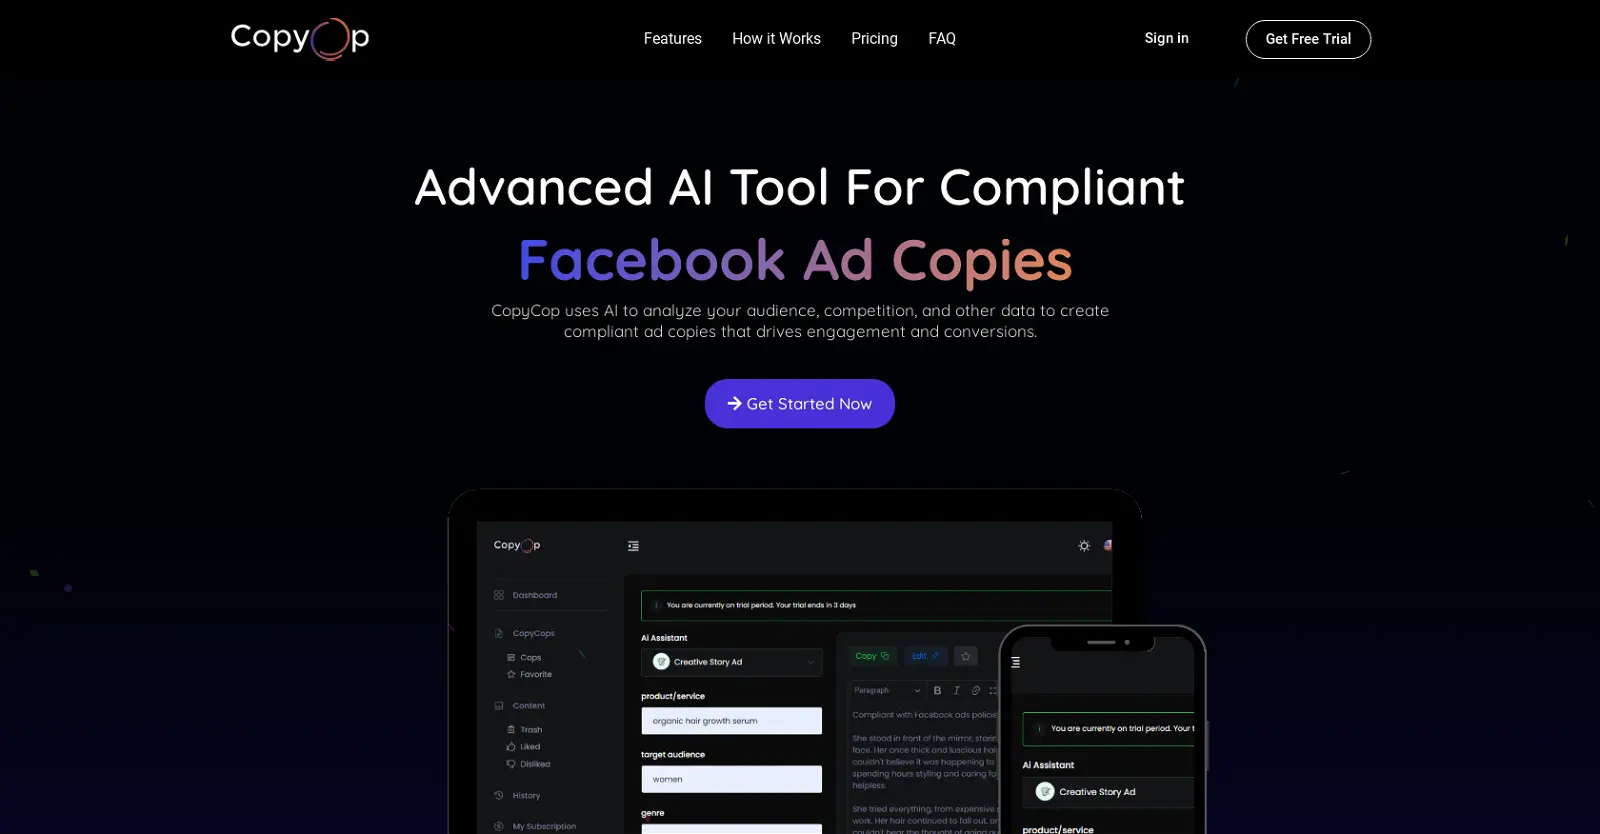 CopyOp
Features
How it Works
Pricing
FAQ
Sign in
Get Free Trial
Advanced AI Tool For Compliant
Facebook Ad Copies
CopyCop uses AI to analyze your audience, competition, and other data to create
compliant ad copies that drives engagement and conversions.
Get Started Now
CopyOp
Dashboard
CopyCops
Cops
Favorite
Content
Trash
Liked
Disliked
History
My Subscription
You are currently on trial period. Your trial ends in 3 days
Ai Assistant
Creative Story Ad
product/service
organic hair growth serum
target audience
women
genre
Copy
Edit
Paragraph
B I
Compliant with Facebook ads policie
She stood in front of the mirror, starin
face. Her once thick and luscious hai
couldn't believe it was happening to
spending hours styling and caring fo
helpless.
She tried everything, from expensive s
work. Her hair continued to fall out, a
couldn't bear the thought of going ou
You are currently on trial period. Your t
Ai Assistant
Creative Story Ad
product/service